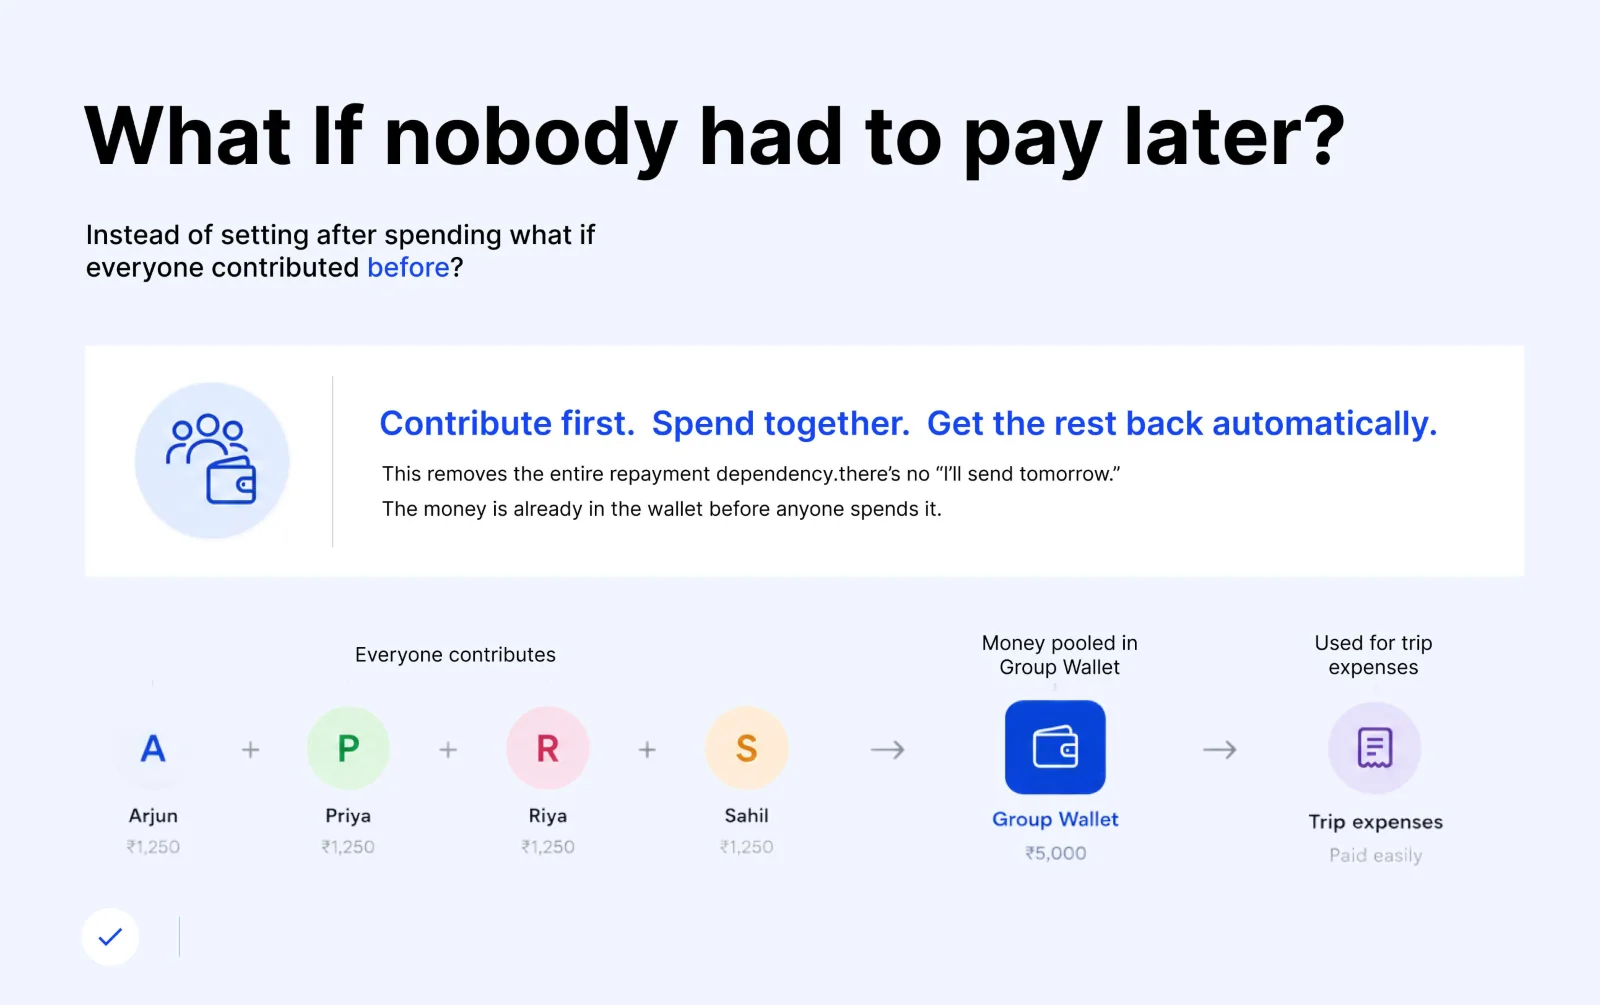 What If nobody had to pay later?
Instead of setting after spending what if
everyone contributed before?
Contribute first. Spend together. Get the rest back automatically.
This removes the entire repayment dependency.there's no “I'll send tomorrow.”
The money is already in the wallet before anyone spends it.
Everyone contributes
Money pooled in
Group Wallet
Used for trip
expenses
A + P + R + S → →
Arjun Priya Riya Sahil Group Wallet Trip expenses
₹1,250 ₹1,250 ₹1,250 ₹1,250 ₹5,000 Paid easily